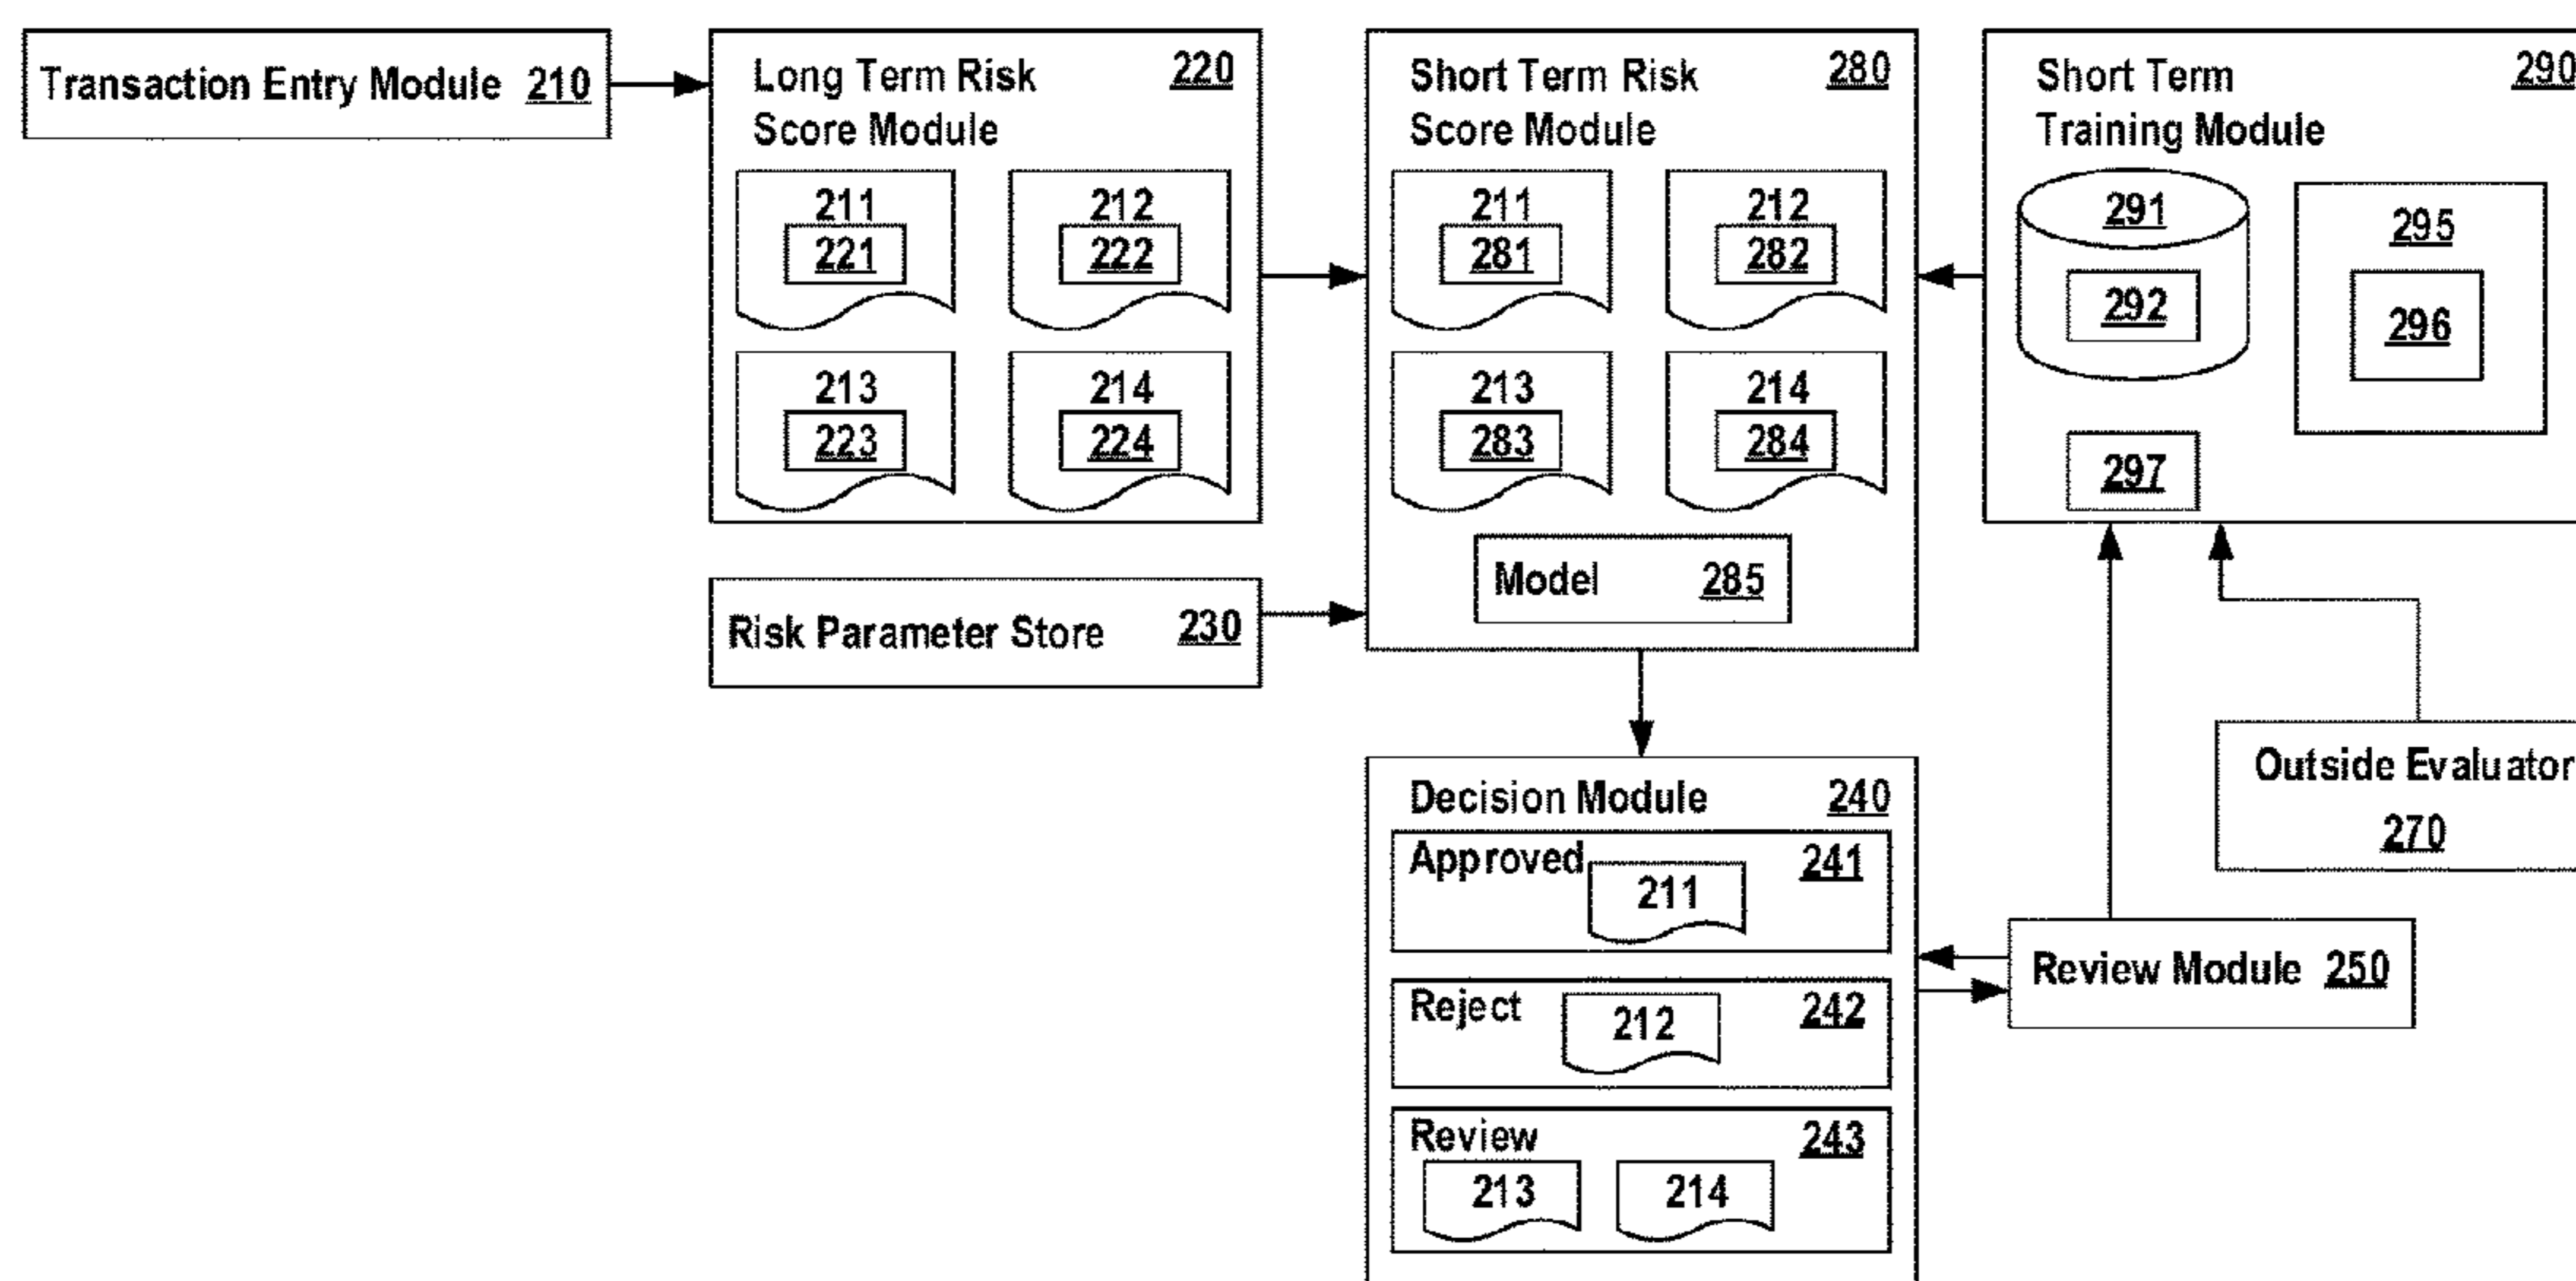 Transaction Entry Module 210
Long Term Risk 220
Score Module
211
221
212
222
213
223
214
224
Risk Parameter Store 230
Short Term Risk 280
Score Module
211
281
212
282
213
283
214
284
Model 285
Short Term 290
Training Module
291
292
295
296
297
Outside Evaluator
270
Decision Module 240
Approved 241
211
Reject 242
212
Review 243
213
214
Review Module 250